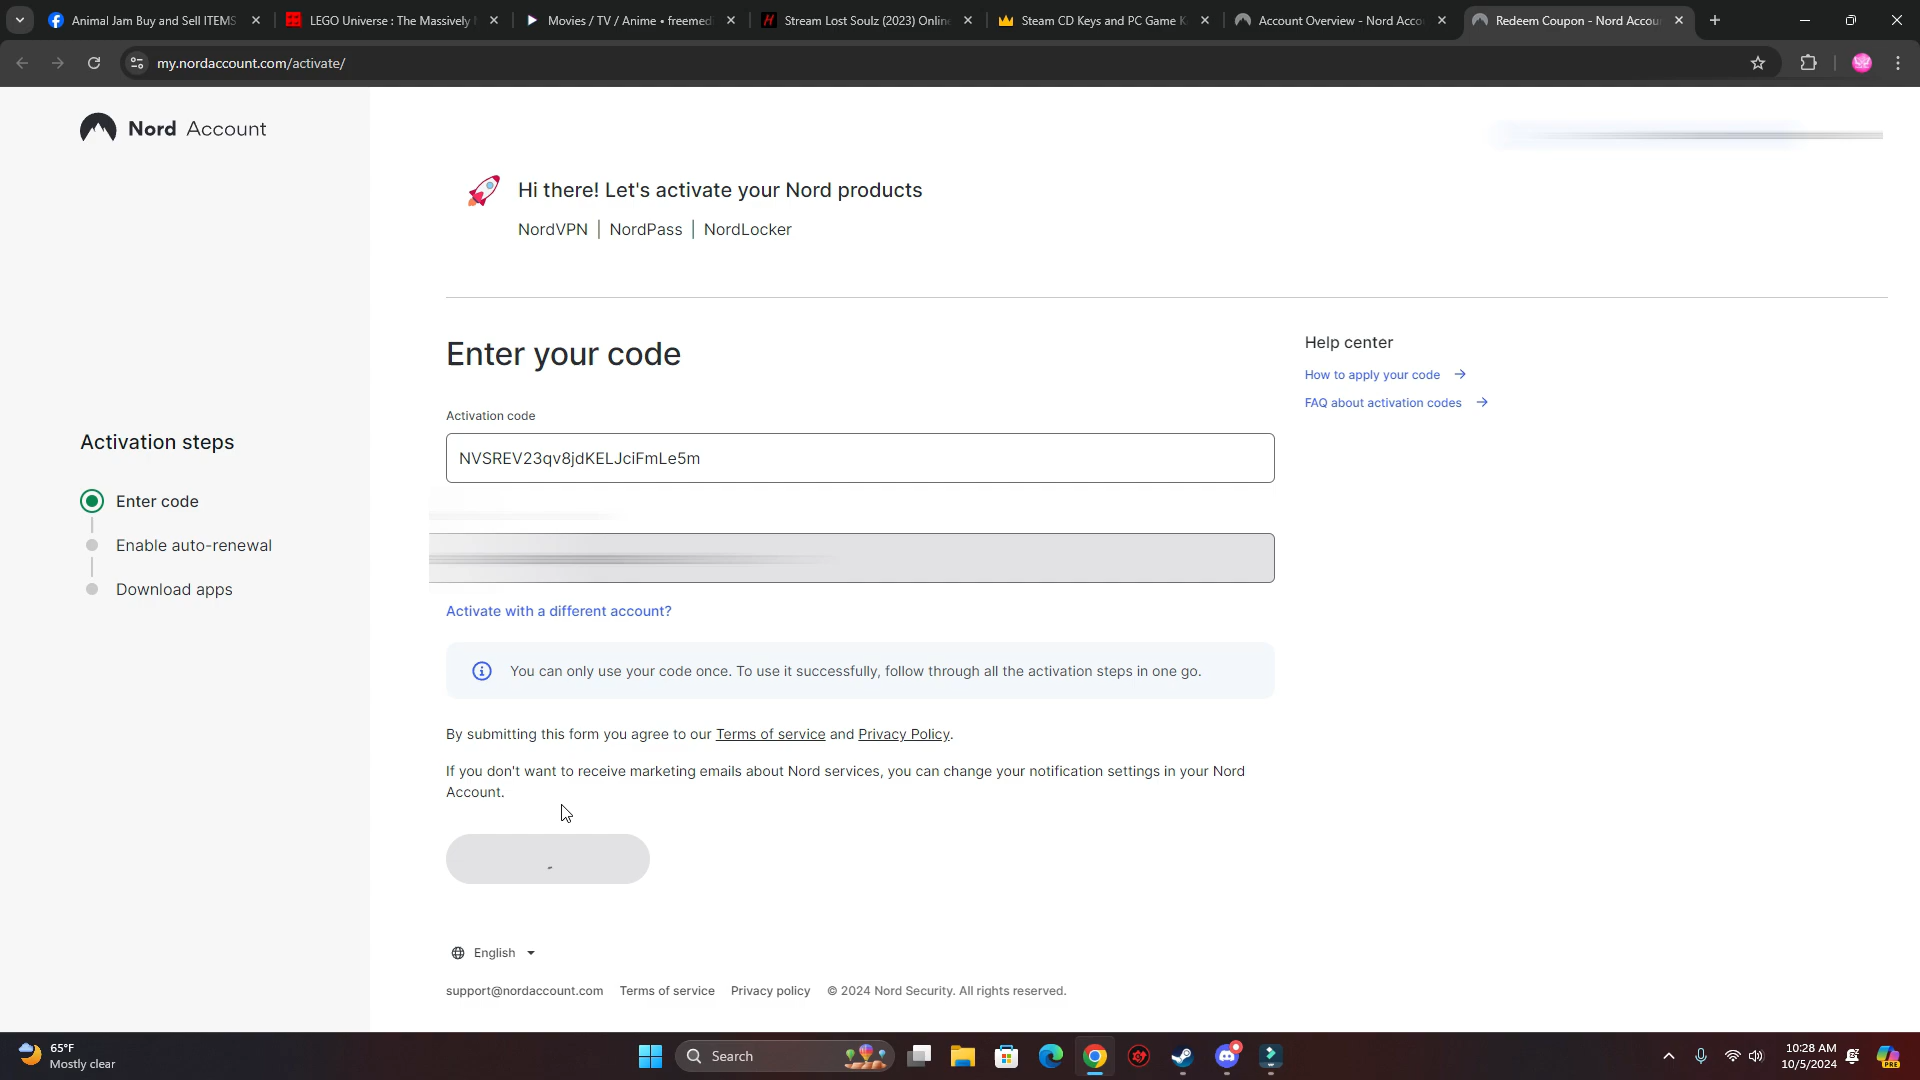 Animal Jam Buy and Sell ITEMS
LEGO Universe : The Massively
Movies / TV / Anime • freemed
Stream Lost Soulz (2023) Onlin
Steam CD Keys and PC Game K
Account Overview - Nord Acco
Redeem Coupon - Nord Accou
my.nordaccount.com/activate/
Nord Account
Hi there! Let's activate your Nord products
NordVPN | NordPass | NordLocker
Enter your code
Help center
How to apply your code →
FAQ about activation codes →
Activation code
NVSREV23qv8jdKELJciFmLe5m
Activation steps
Enter code
Enable auto-renewal
Download apps
Activate with a different account?
You can only use your code once. To use it successfully, follow through all the activation steps in one go.
By submitting this form you agree to our Terms of service and Privacy Policy.
If you don't want to receive marketing emails about Nord services, you can change your notification settings in your Nord
Account.
English
support@nordaccount.com Terms of service Privacy policy © 2024 Nord Security. All rights reserved.
65°F
Mostly clear
Search
10:28 AM
10/5/2024
PRE